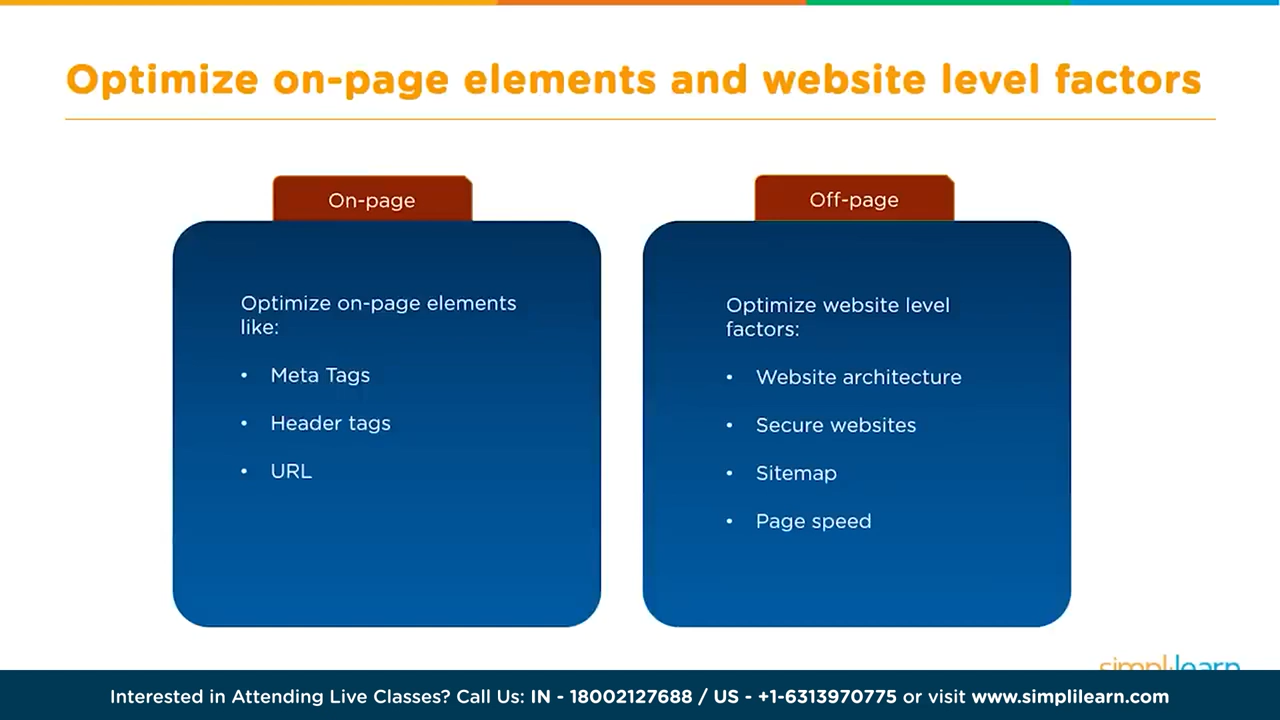 Optimize on-page elements and website level factors
On-page
Optimize on-page elements
like:
• Meta Tags
• Header tags
• URL
Off-page
Optimize website level
factors:
• Website architecture
• Secure websites
• Sitemap
• Page speed
simplilearn
Interested in Attending Live Classes? Call Us: IN - 18002127688 / US - +1-6313970775 or visit www.simplilearn.com